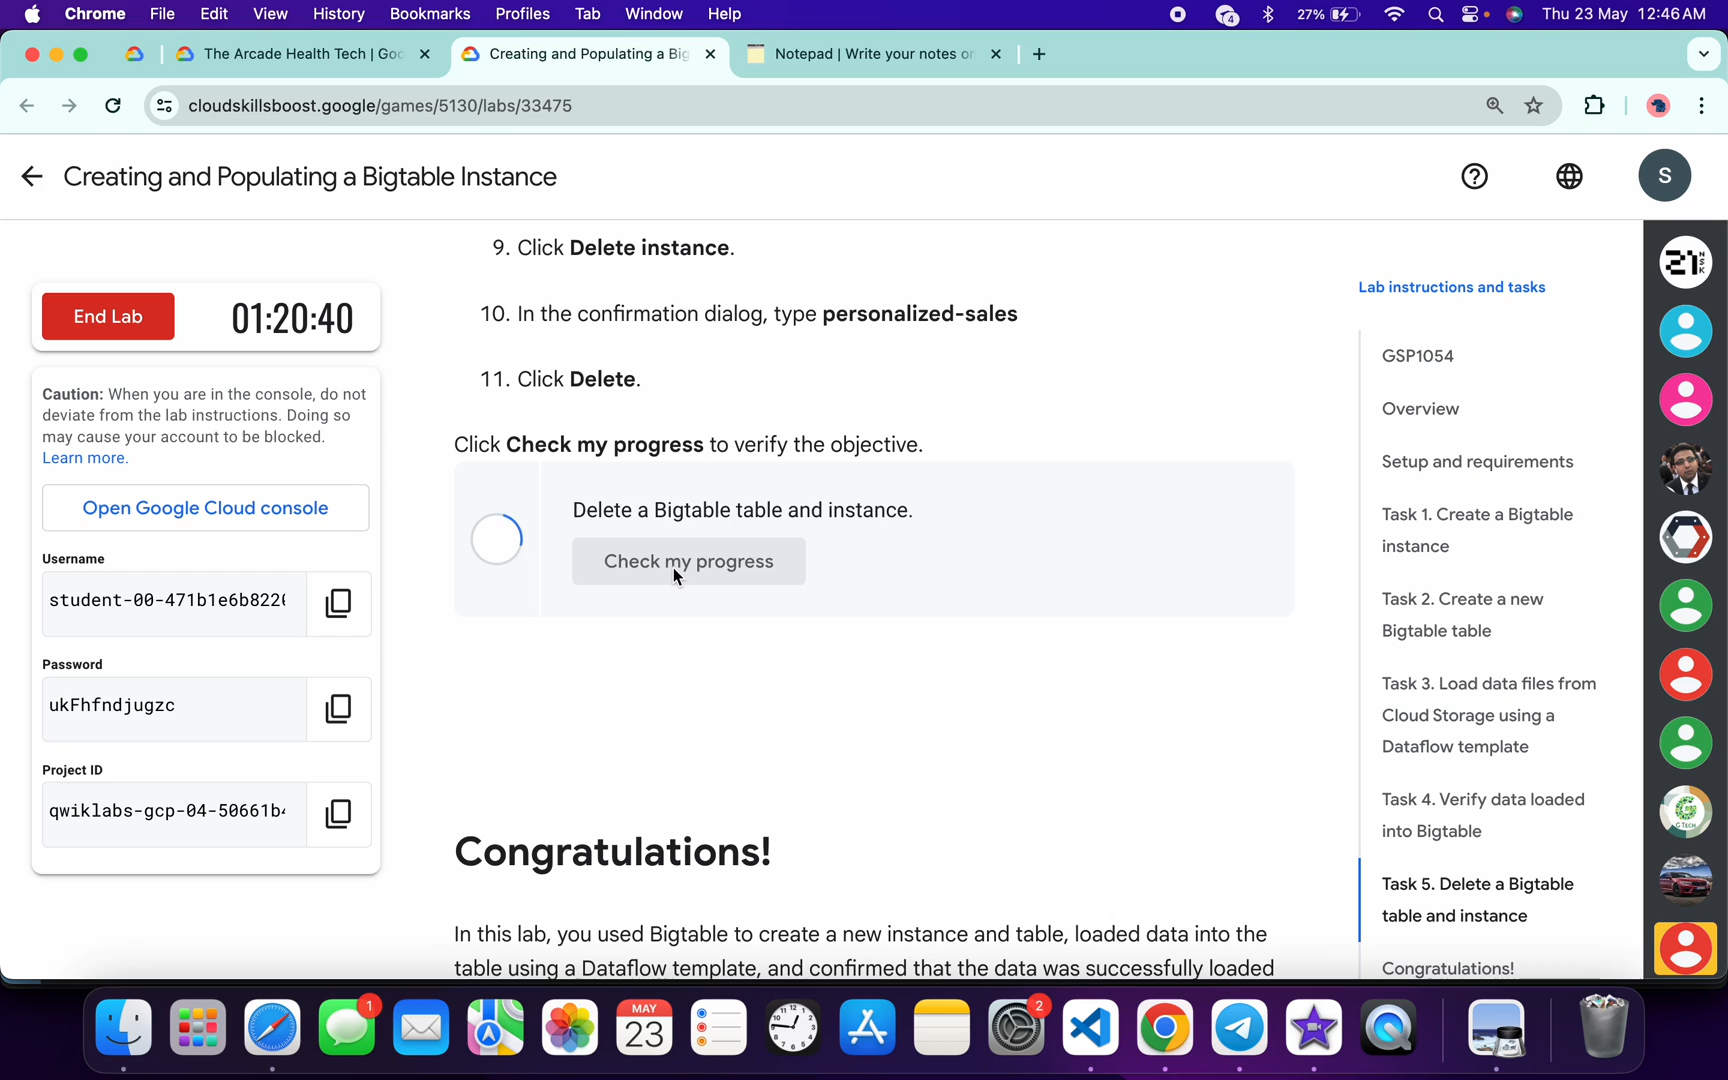 Chrome File Edit View History Bookmarks Profiles Tab Window Help 4 27% Thu 23 May 12:46 AM
The Arcade Health Tech | Goo Creating and Populating a Big Notepad | Write your notes on
cloudskillsboost.google/games/5130/labs/33475
Creating and Populating a Bigtable Instance
S
End Lab
01:20:40
Caution: When you are in the console, do not
deviate from the lab instructions. Doing so
may cause your account to be blocked.
Learn more.
Open Google Cloud console
Username
student-00-471b1e6b822
Password
ukFhfndjugzc
Project ID
qwiklabs-gcp-04-50661b
9. Click Delete instance.
10. In the confirmation dialog, type personalized-sales
11. Click Delete.
Click Check my progress to verify the objective.
Delete a Bigtable table and instance.
Check my progress
Congratulations!
In this lab, you used Bigtable to create a new instance and table, loaded data into the
table using a Dataflow template, and confirmed that the data was successfully loaded
Lab instructions and tasks
GSP1054
Overview
Setup and requirements
Task 1. Create a Bigtable
instance
Task 2. Create a new
Bigtable table
Task 3. Load data files from
Cloud Storage using a
Dataflow template
Task 4. Verify data loaded
into Bigtable
Task 5. Delete a Bigtable
table and instance
Congratulations!
21
NSK
G TECH
1
MAY
23
2